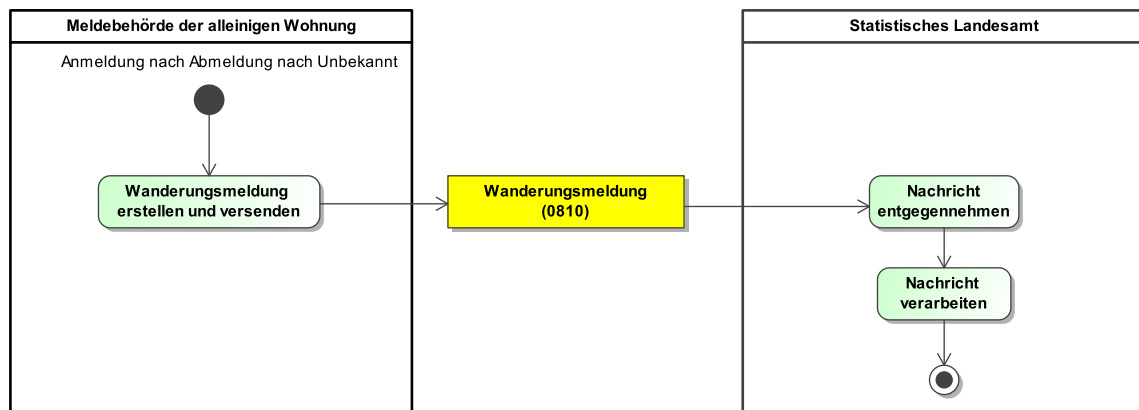 Meldebehörde der alleinigen Wohnung
Statistisches Landesamt
Anmeldung nach Abmeldung nach Unbekannt
Wanderungsmeldung
erstellen und versenden
Wanderungsmeldung
(0810)
Nachricht
entgegennehmen
Nachricht
verarbeiten